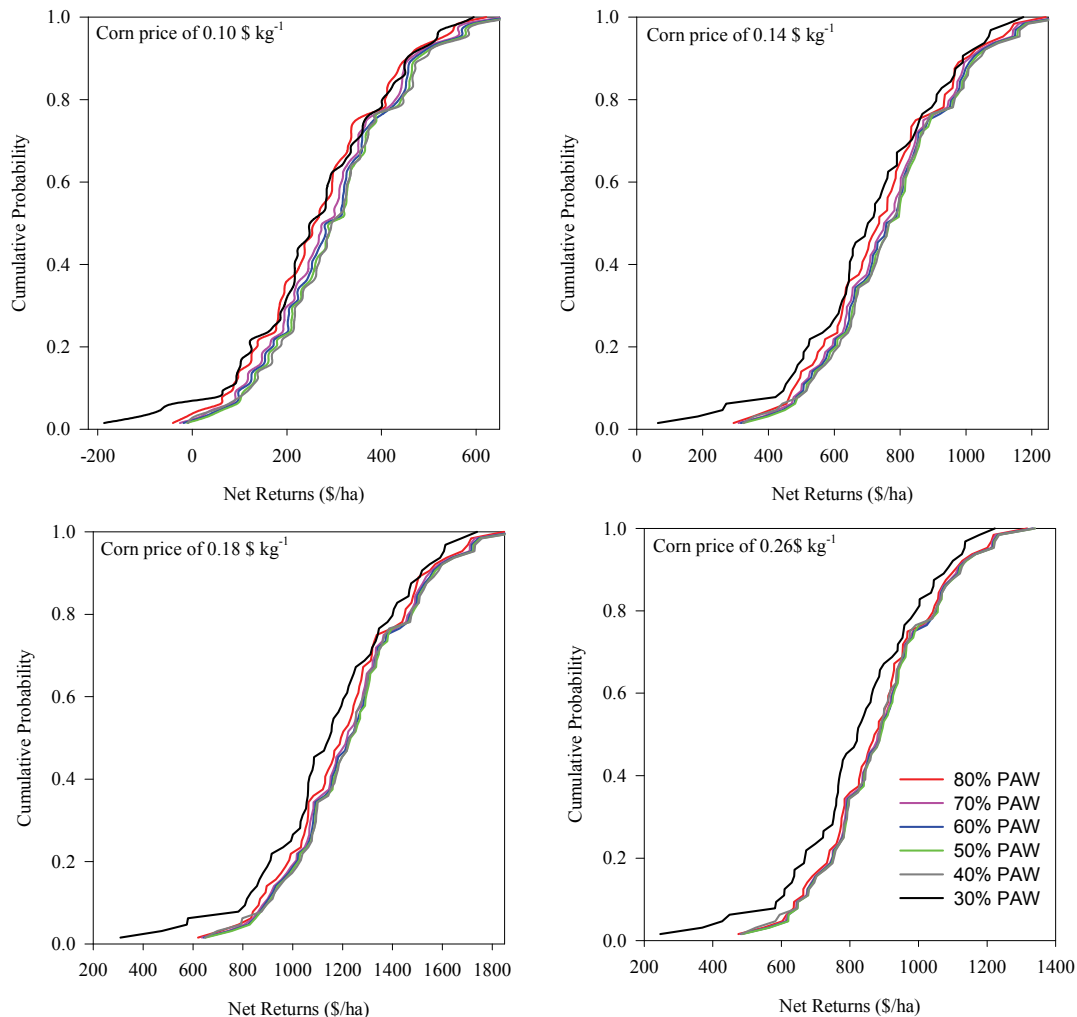 Corn price of 0.10 $ kg-1
1.0
0.8
0.6
0.4
0.2
0.0
Cumulative Probability
-200 0 200 400 600
Net Returns ($/ha)
Corn price of 0.14 $ kg-1
1.0
0.8
0.6
0.4
0.2
0.0
Cumulative Probability
0 200 400 600 800 1000 1200
Net Returns ($/ha)
Corn price of 0.18 $ kg-1
1.0
0.8
0.6
0.4
0.2
0.0
Cumulative Probability
200 400 600 800 1000 1200 1400 1600 1800
Net Returns ($/ha)
Corn price of 0.26$ kg-1
1.0
0.8
0.6
0.4
0.2
0.0
Cumulative Probability
80% PAW
70% PAW
60% PAW
50% PAW
40% PAW
30% PAW
200 400 600 800 1000 1200 1400
Net Returns ($/ha)